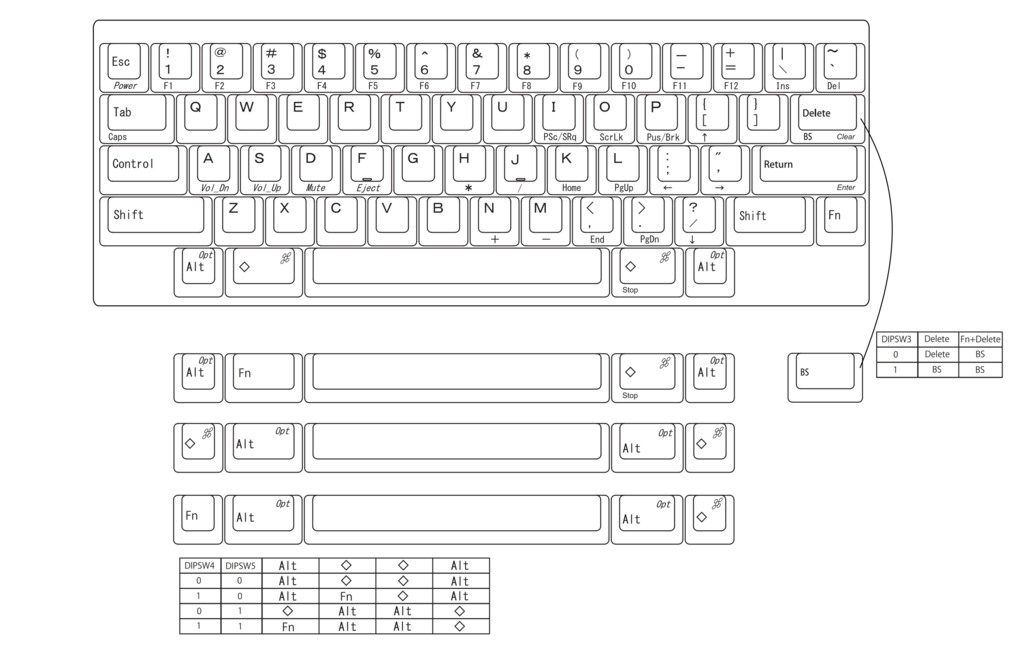 Esc ! 1 @ 2 # 3 $ 4 % 5 ^ 6 & 7 * 8 ( 9 ) 0 — − + = | \ ~ `
Power F1 F2 F3 F4 F5 F6 F7 F8 F9 F10 F11 F12 Ins Del
Tab Q W E R T Y U I O P { [ } ] Delete
Caps PSc/SRq ScrLk Pus/Brk ↑ BS Clear
Control A S D F G H J K L : ; " , Return
Vol_Dn Vol_Up Mute Eject * / Home PgUp ← → Enter
Shift Z X C V B N M < , > . ? / Shift Fn
+ − End PgDn ↓
Alt Opt ◇ ⌘ ◇ ⌘ Alt Opt
Stop
DIPSW3 Delete Fn+Delete
0 Delete BS
1 BS BS
Alt Opt Fn ◇ ⌘ Alt Opt BS
Stop
◇ ⌘ Alt Opt Alt Opt ◇ ⌘
Fn Alt Opt Alt Opt ◇ ⌘
DIPSW4 DIPSW5 Alt ◇ ◇ Alt
0 0 Alt ◇ ◇ Alt
1 0 Alt Fn ◇ Alt
0 1 ◇ Alt Alt ◇
1 1 Fn Alt Alt ◇